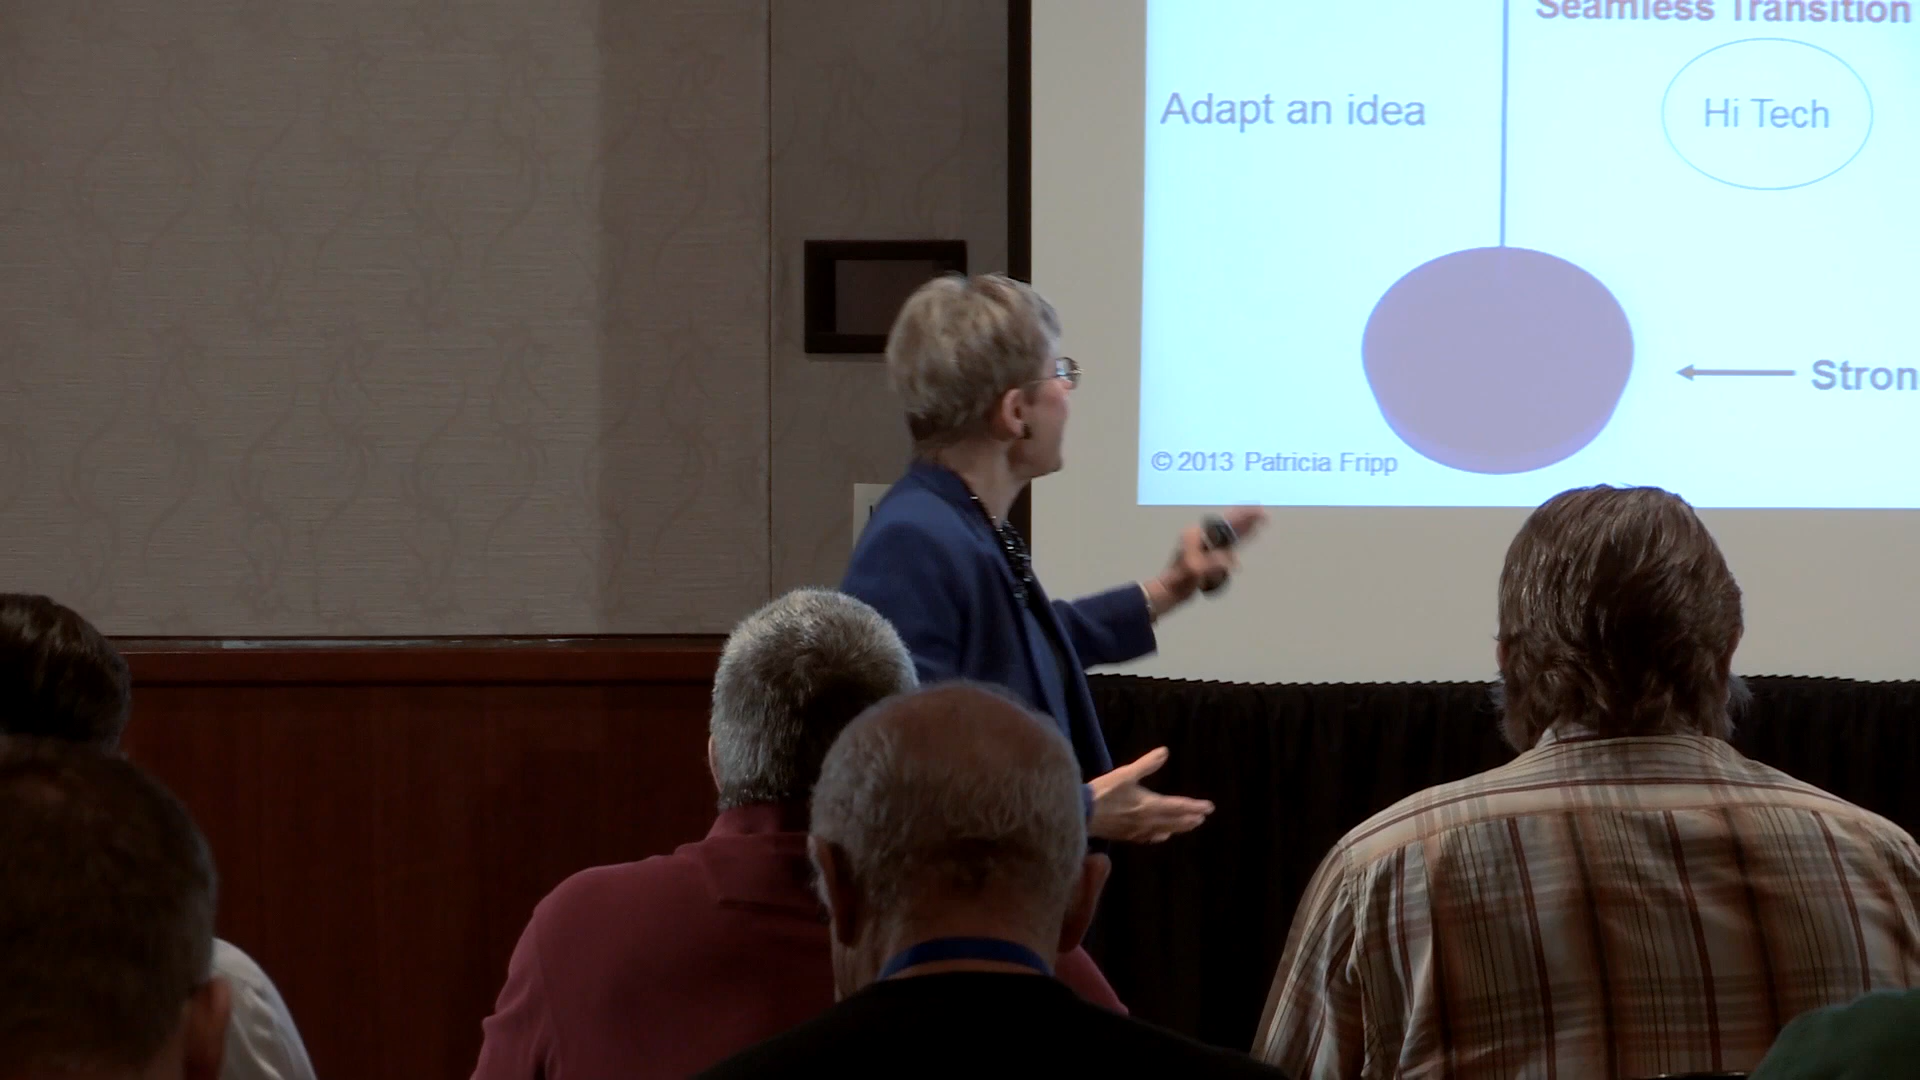 Seamless Transition
Adapt an idea
Hi Tech
Stron
© 2013 Patricia Fripp